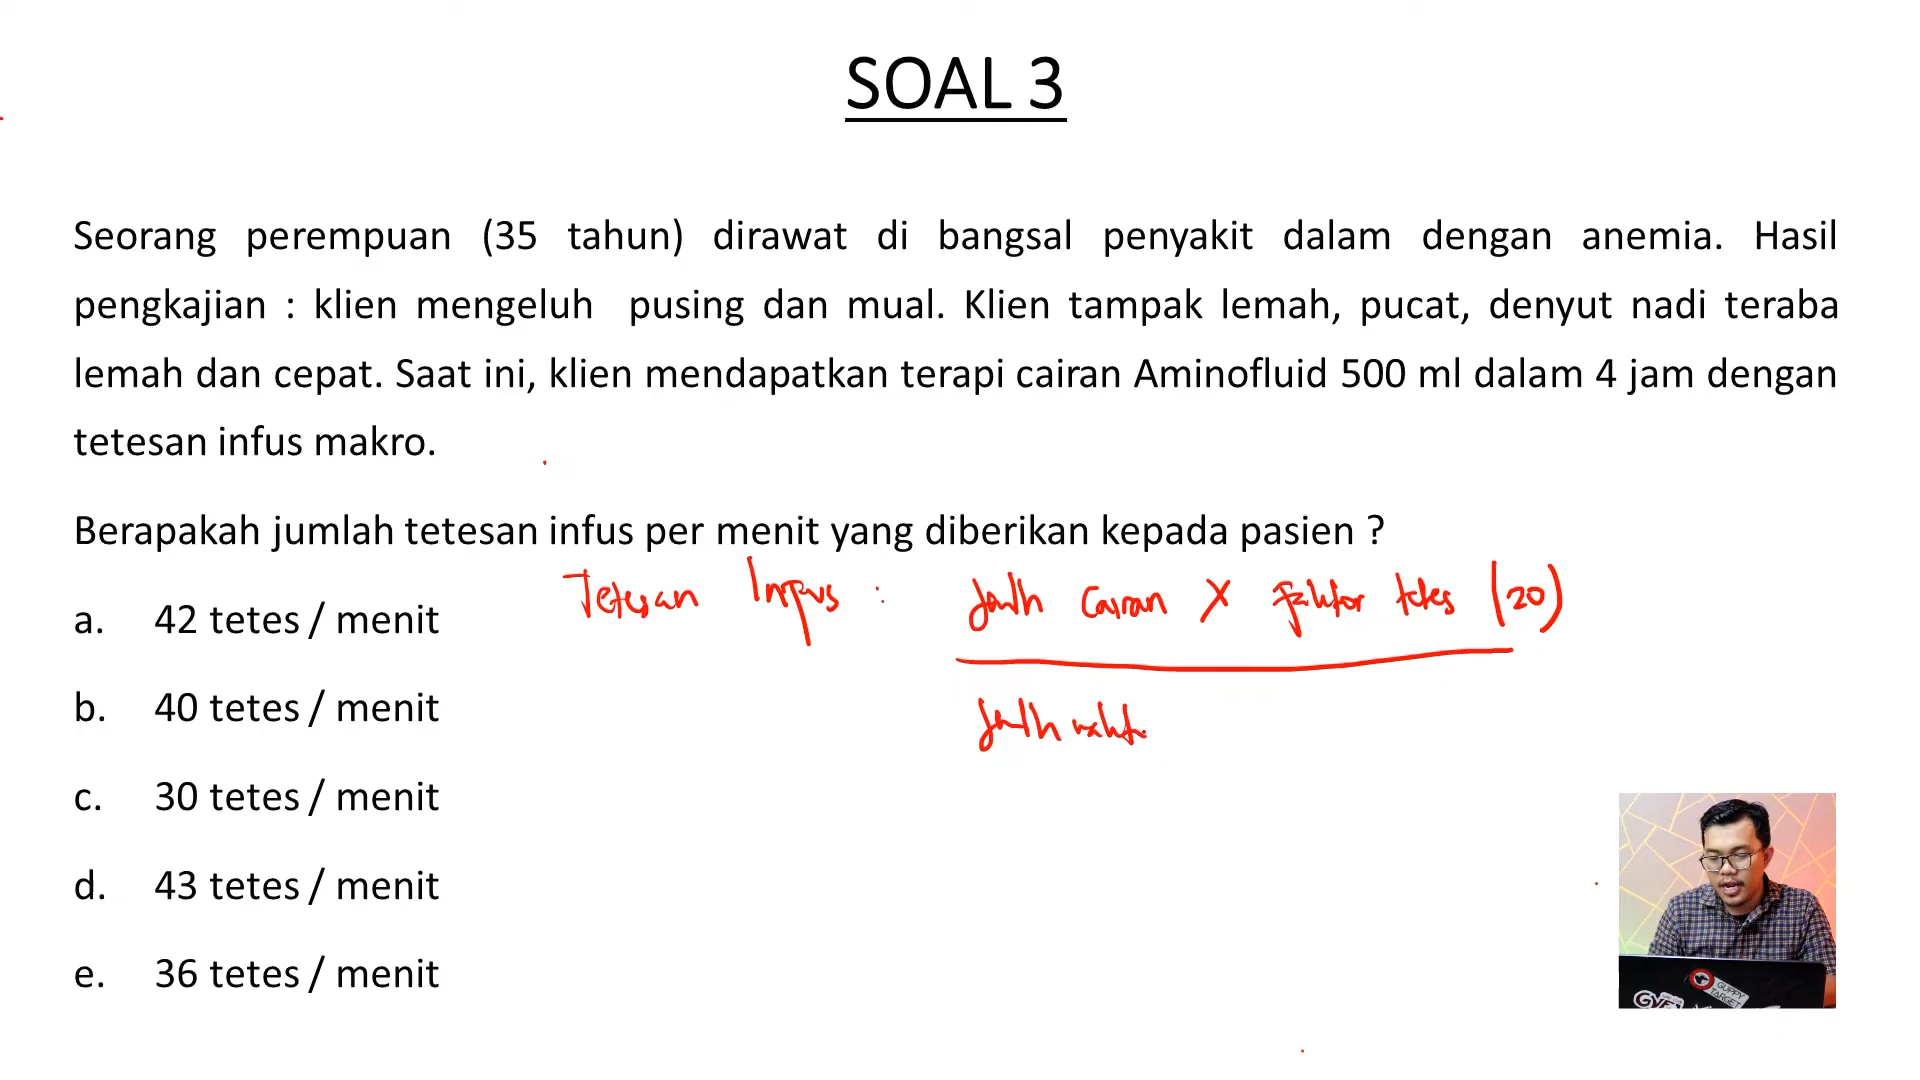 SOAL 3
Seorang perempuan (35 tahun) dirawat di bangsal penyakit dalam dengan anemia. Hasil
pengkajian : klien mengeluh pusing dan mual. Klien tampak lemah, pucat, denyut nadi teraba
lemah dan cepat. Saat ini, klien mendapatkan terapi cairan Aminofluid 500 ml dalam 4 jam dengan
tetesan infus makro.
Berapakah jumlah tetesan infus per menit yang diberikan kepada pasien ?
Tetesan Infus : Jmlh Cairan X Faktor tetes (20)
Jmlh waktu
a. 42 tetes / menit
b. 40 tetes / menit
c. 30 tetes / menit
d. 43 tetes / menit
e. 36 tetes / menit
GUPPY
TARGET